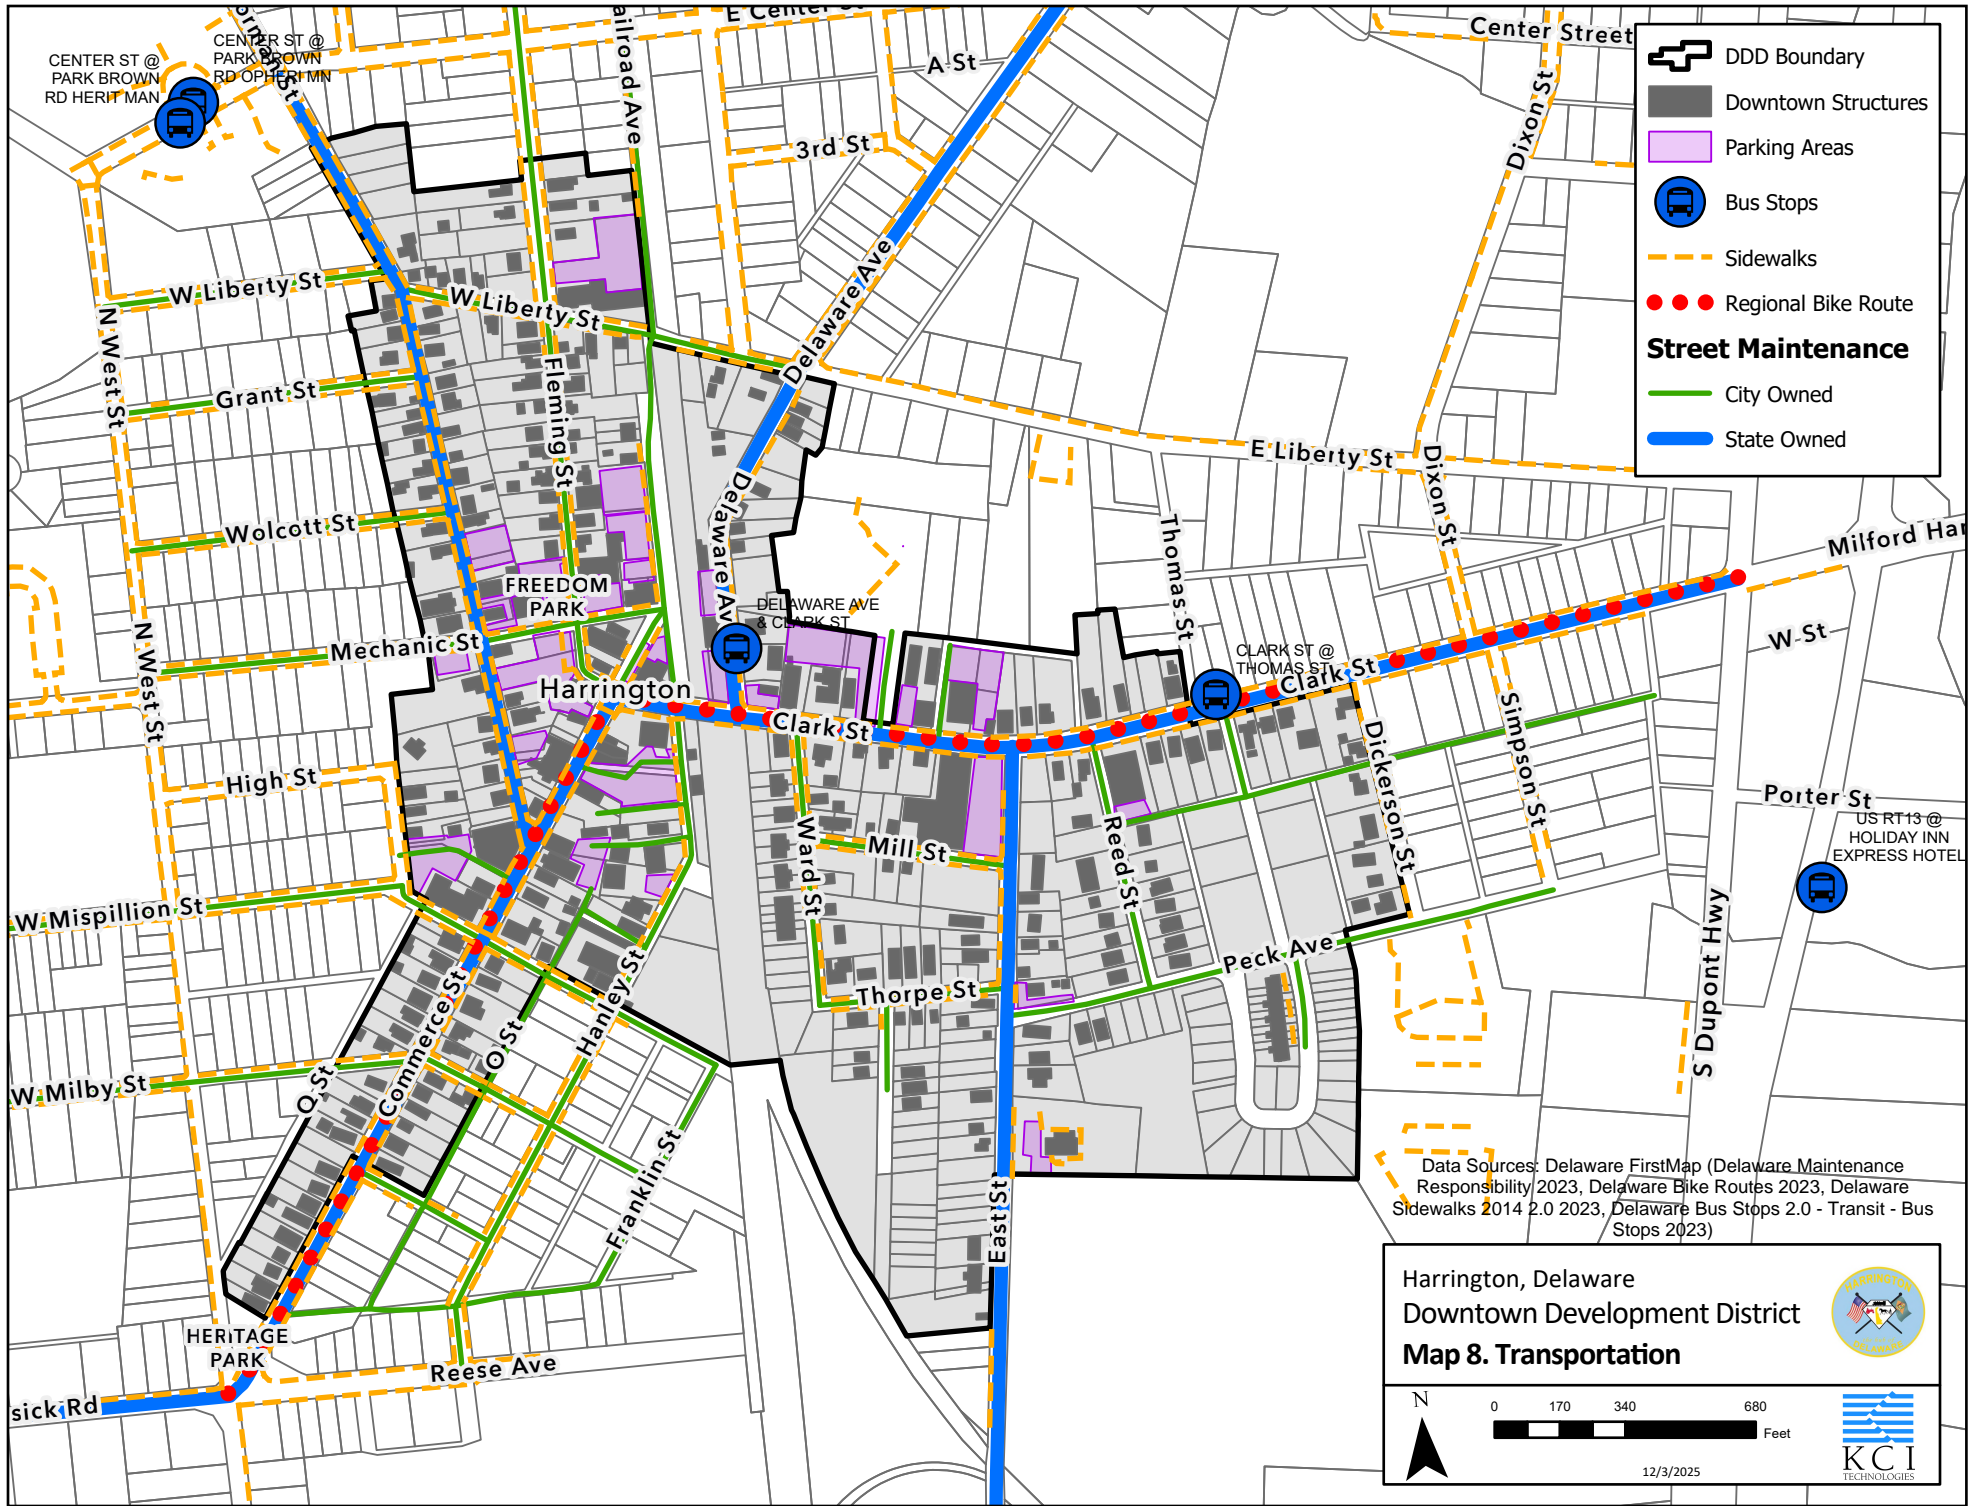 E Center St
Center Street
ailroad Ave
CENTER ST @
PARK BROWN
RD HERIT MAN
CENTER ST @
PARK BROWN
RD OPHERI MN
A St
3rd St
Dixon St
DDD Boundary
Downtown Structures
Parking Areas
Bus Stops
Sidewalks
Regional Bike Route
Street Maintenance
City Owned
State Owned
W Liberty St
W Liberty St
Delaware Ave
N West St
Grant St
Fleming St
E Liberty St
Dixon St
Wolcott St
Delaware Av
Thomas St
Milford Har
FREEDOM
PARK
DELAWARE AVE
& CLARK ST
W St
Mechanic St
N West St
CLARK ST @
THOMAS ST
Clark St
Harrington
Clark St
Simpson St
Dickerson St
High St
Porter St
US RT13 @
HOLIDAY INN
EXPRESS HOTEL
Ward St
Mill St
Reed St
W Mispillion St
S Dupont Hwy
Peck Ave
Thorpe St
Commerce St
O St
Hanley St
W Milby St
O St
Franklin St
East St
Data Sources: Delaware FirstMap (Delaware Maintenance
Responsibility 2023, Delaware Bike Routes 2023, Delaware
Sidewalks 2014 2.0 2023, Delaware Bus Stops 2.0 - Transit - Bus
Stops 2023)
Harrington, Delaware
Downtown Development District
Map 8. Transportation
HERITAGE
PARK
Reese Ave
sick Rd
N
0 170 340 680
Feet
12/3/2025
KCI
TECHNOLOGIES